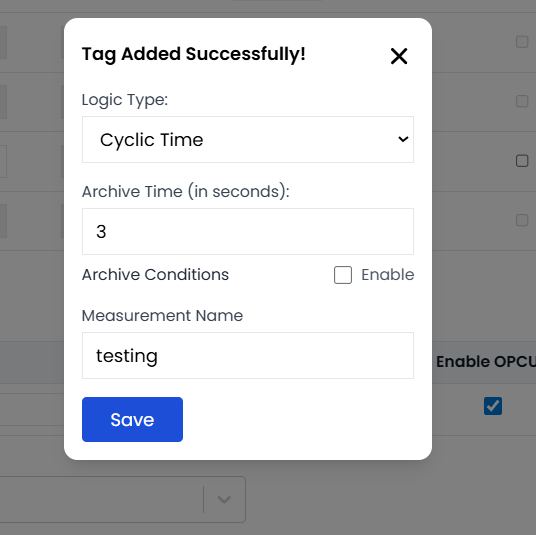 Tag Added Successfully!
Logic Type:
Cyclic Time
Archive Time (in seconds):
3
Archive Conditions
Enable
Measurement Name
testing
Enable OPCU
Save